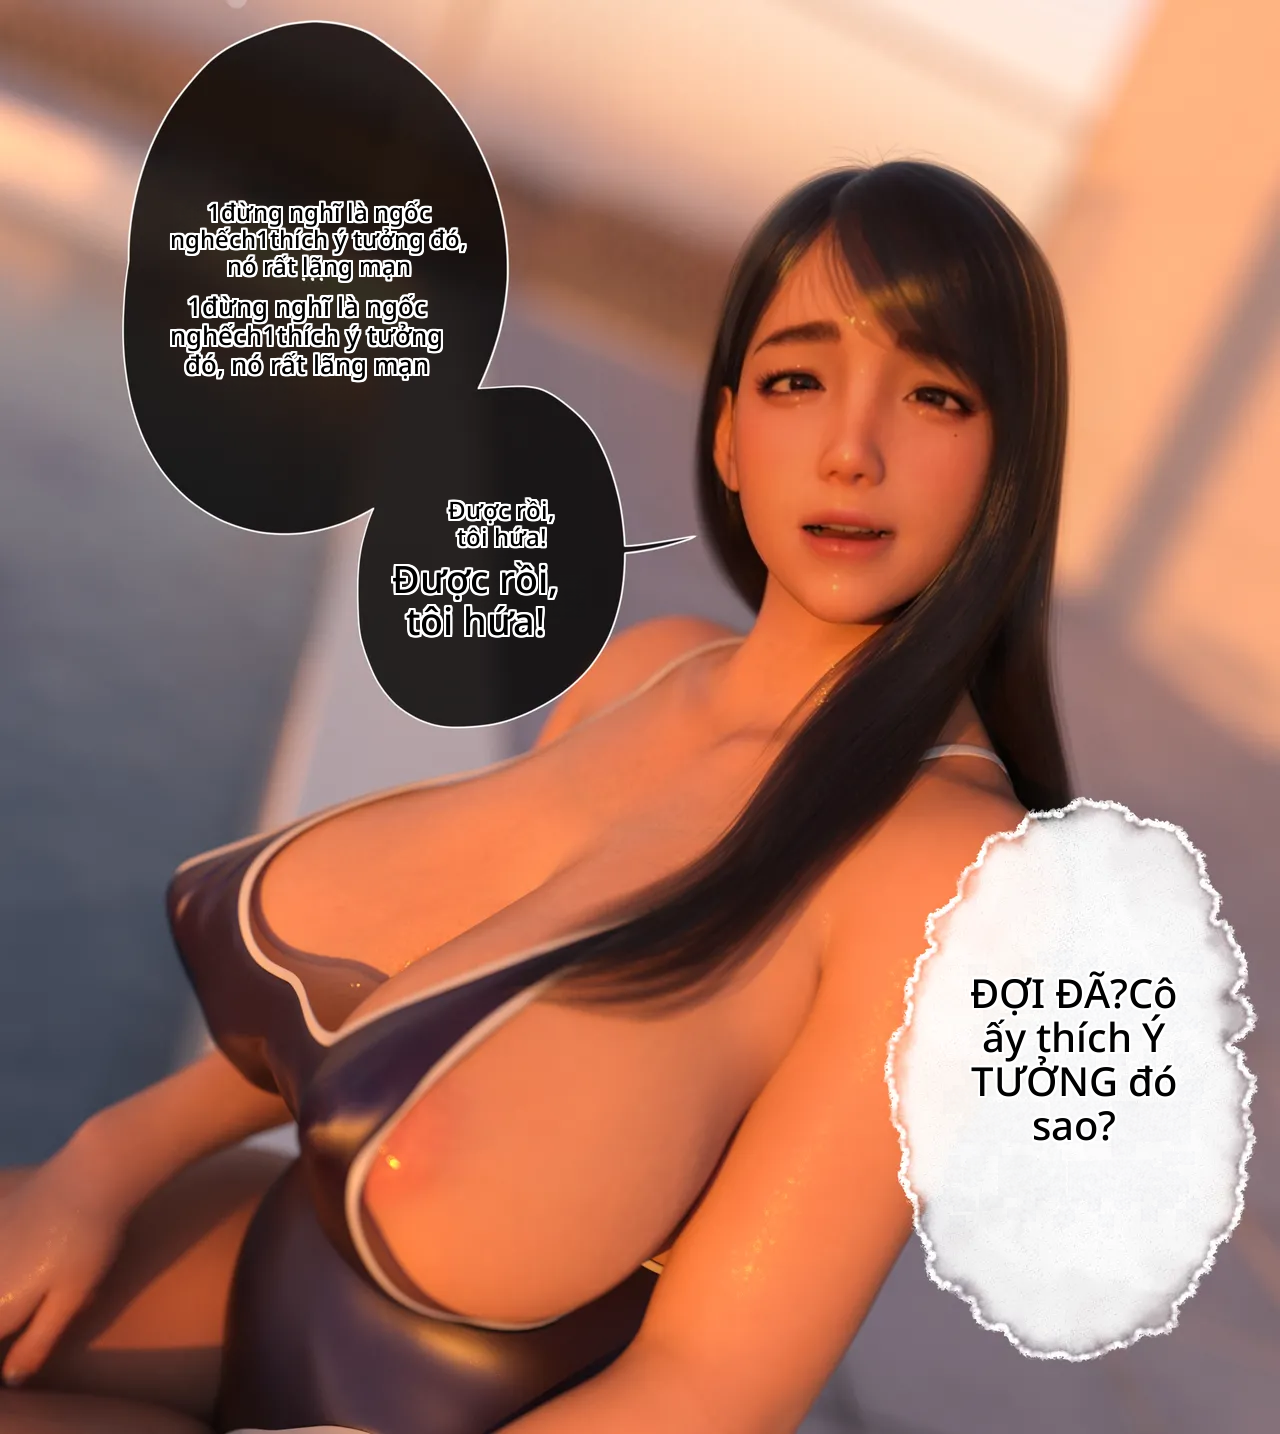 1đừng nghĩ là ngốc
nghếch1thích ý tưởng đó,
nó rất lãng mạn
1đừng nghĩ là ngốc
nghếch1thích ý tưởng
đó, nó rất lãng mạn
Được rồi,
tôi hứa!
Được rồi,
tôi hứa!
ĐỢI ĐÃ?Cô
ấy thích Ý
TƯỞNG đó
sao?